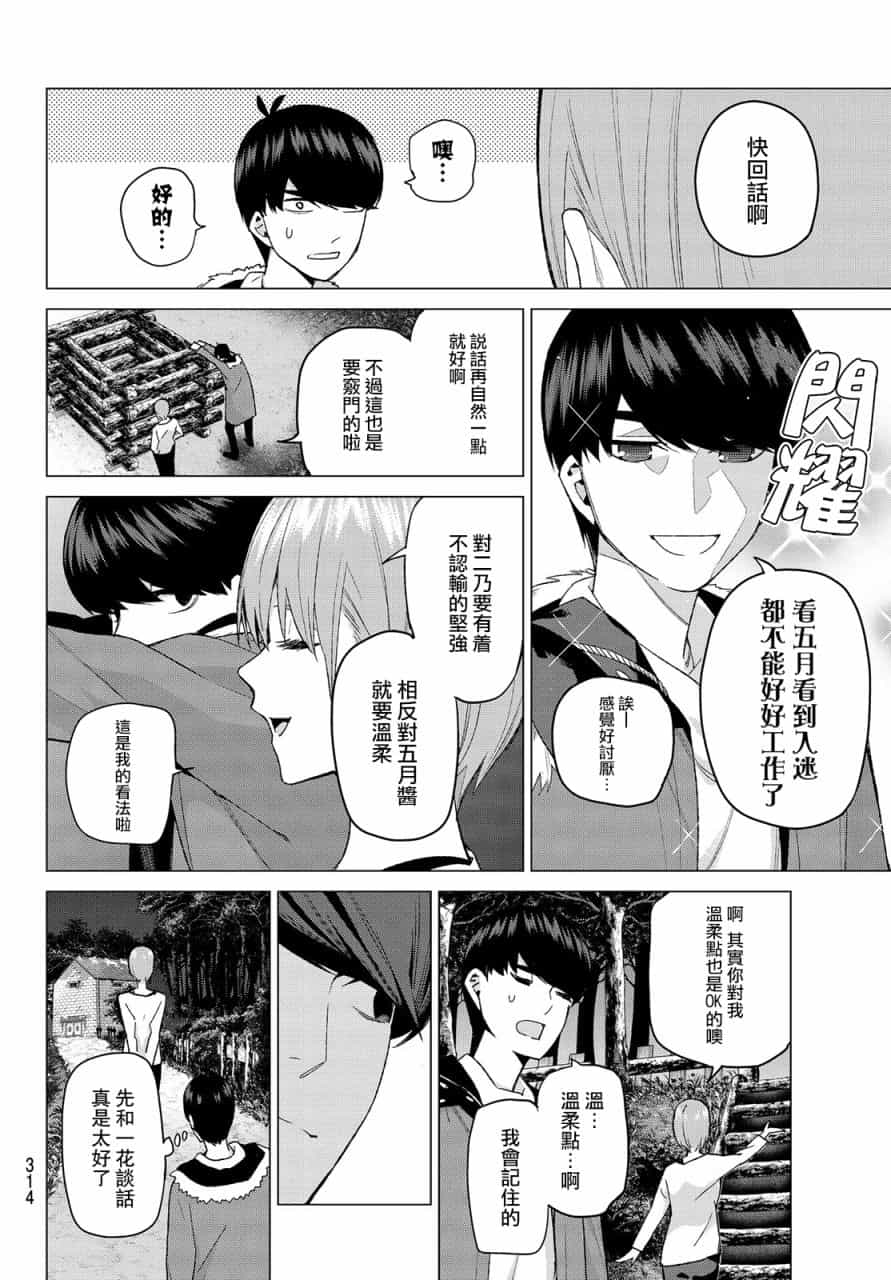 快回話啊
噢…
好的…
閃耀
看五月看到入迷
都不能好好工作了
誒ー
感覺好討厭…
説話再自然一點
就好啊
不過這也是
要竅門的啦
對二乃要有着
不認輸的堅強
相反對五月醬
就要溫柔
這是我的看法啦
啊 其實你對我
溫柔點也是OK的噢
溫…
溫柔點…啊
我會記住的
先和一花談話
真是太好了
314